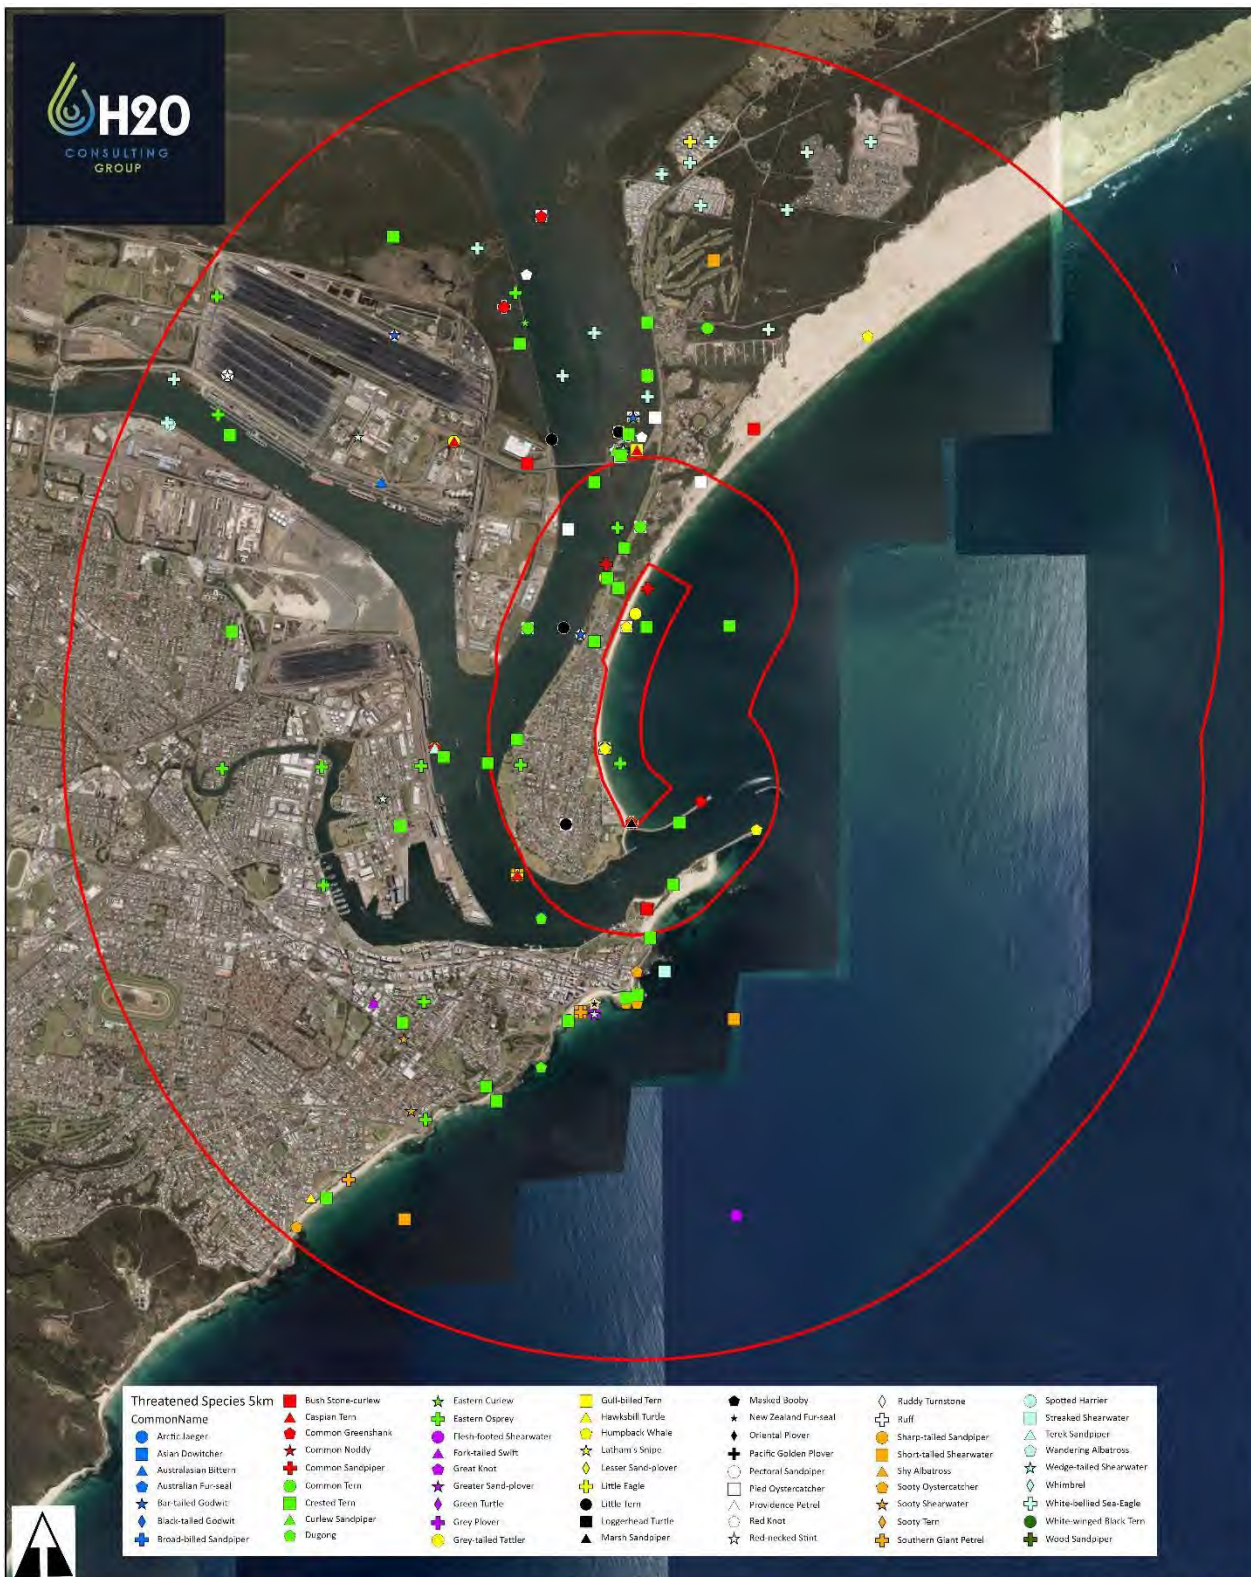 H2O
CONSULTING
GROUP
Threatened Species 5km
CommonName
Arctic Jaeger
Asian Dowitcher
Australasian Bittern
Australian Fur-seal
Bar-tailed Godwit
Black-tailed Godwit
Broad-billed Sandpiper
Bush Stone-curlew
Caspian Tern
Common Greenshank
Common Noddy
Common Sandpiper
Common Tern
Crested Tern
Curlew Sandpiper
Dugong
Eastern Curlew
Eastern Osprey
Flesh-footed Shearwater
Fork-tailed Swift
Great Knot
Greater Sand-plover
Green Turtle
Grey Plover
Grey-tailed Tattler
Gull-billed Tern
Hawksbill Turtle
Humpback Whale
Latham's Snipe
Lesser Sand-plover
Little Eagle
Little Tern
Loggerhead Turtle
Marsh Sandpiper
Masked Booby
New Zealand Fur-seal
Oriental Plover
Pacific Golden Plover
Pectoral Sandpiper
Pied Oystercatcher
Providence Petrel
Red Knot
Red-necked Stint
Ruddy Turnstone
Ruff
Sharp-tailed Sandpiper
Short-tailed Shearwater
Shy Albatross
Sooty Oystercatcher
Sooty Shearwater
Sooty Tern
Southern Giant Petrel
Spotted Harrier
Streaked Shearwater
Terek Sandpiper
Wandering Albatross
Wedge-tailed Shearwater
Whimbrel
White-bellied Sea-Eagle
White-winged Black Tern
Wood Sandpiper